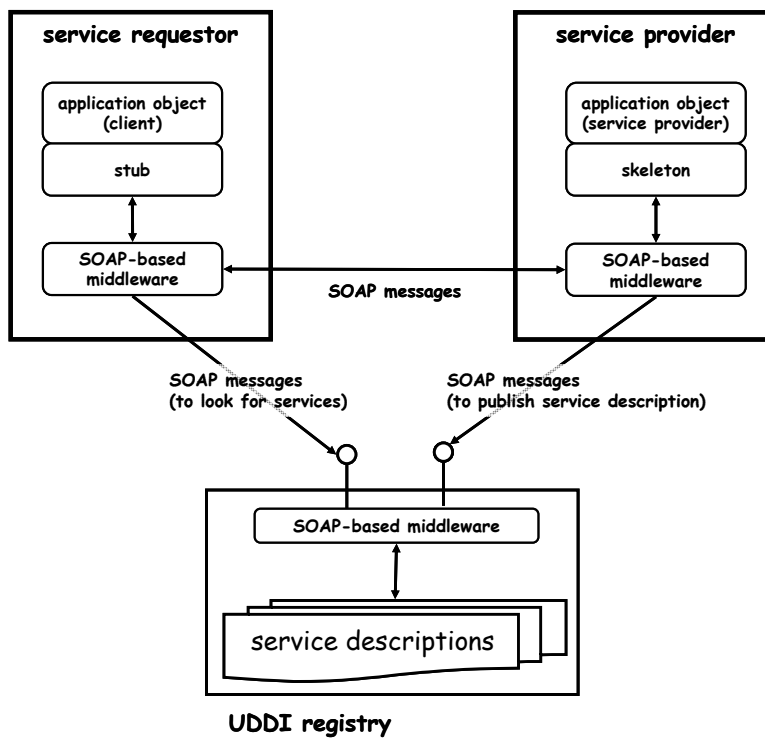 service requestor
application object
(client)
stub
SOAP-based
middleware
service provider
application object
(service provider)
skeleton
SOAP-based
middleware
SOAP messages
SOAP messages
(to look for services)
SOAP messages
(to publish service description)
SOAP-based middleware
service descriptions
UDDI registry